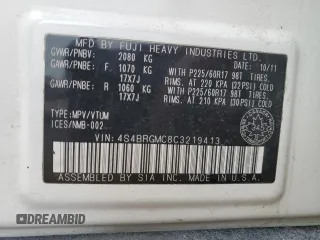 MFD BY FUJI HEAVY INDUSTRIES LTD. 10/11
GVWR/PNBV: 2080 KG
GAWR/PNBE: F. 1070 KG WITH P225/60R17 98T TIRES,
17X7J RIMS, AT 220 KPA (32PSI) COLD
GAWR/PNBE: R 1060 KG WITH P225/60R17 98T TIRES,
17X7J RIMS, AT 210 KPA (30PSI) COLD
TYPE:MPV/VTUM
ICES/NMB-002
VIN: 4S4BRGMC8C3219413
ASSEMBLED BY SIA INC. MADE IN U.S.A.
DREAMBID